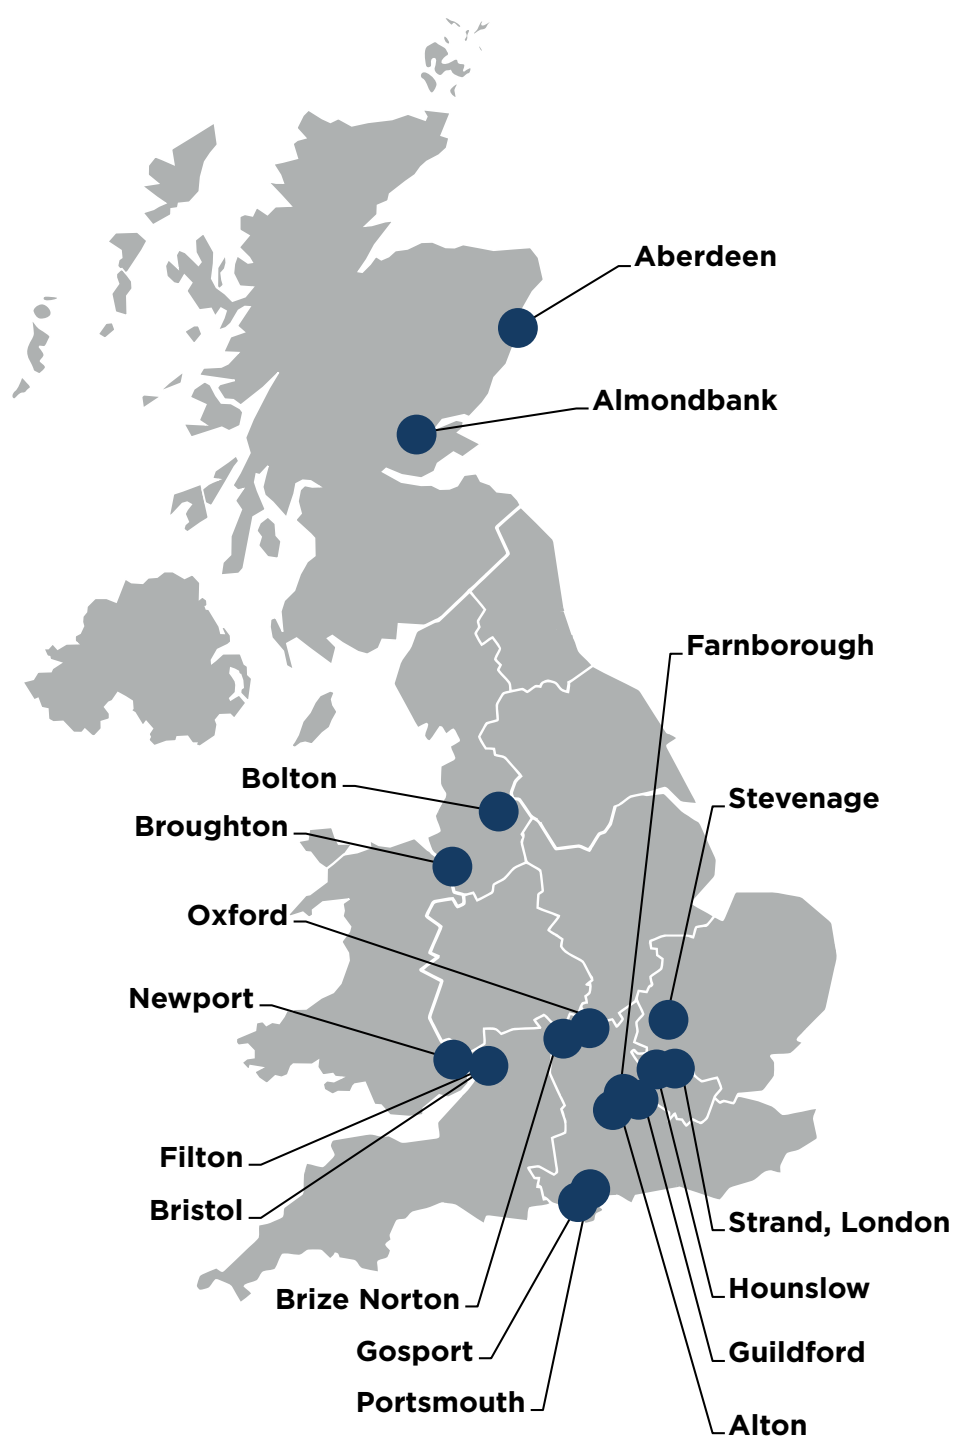 Aberdeen
Almondbank
Farnborough
Bolton
Stevenage
Broughton
Oxford
Newport
Filton
Bristol
Strand, London
Hounslow
Brize Norton
Gosport
Guildford
Portsmouth
Alton